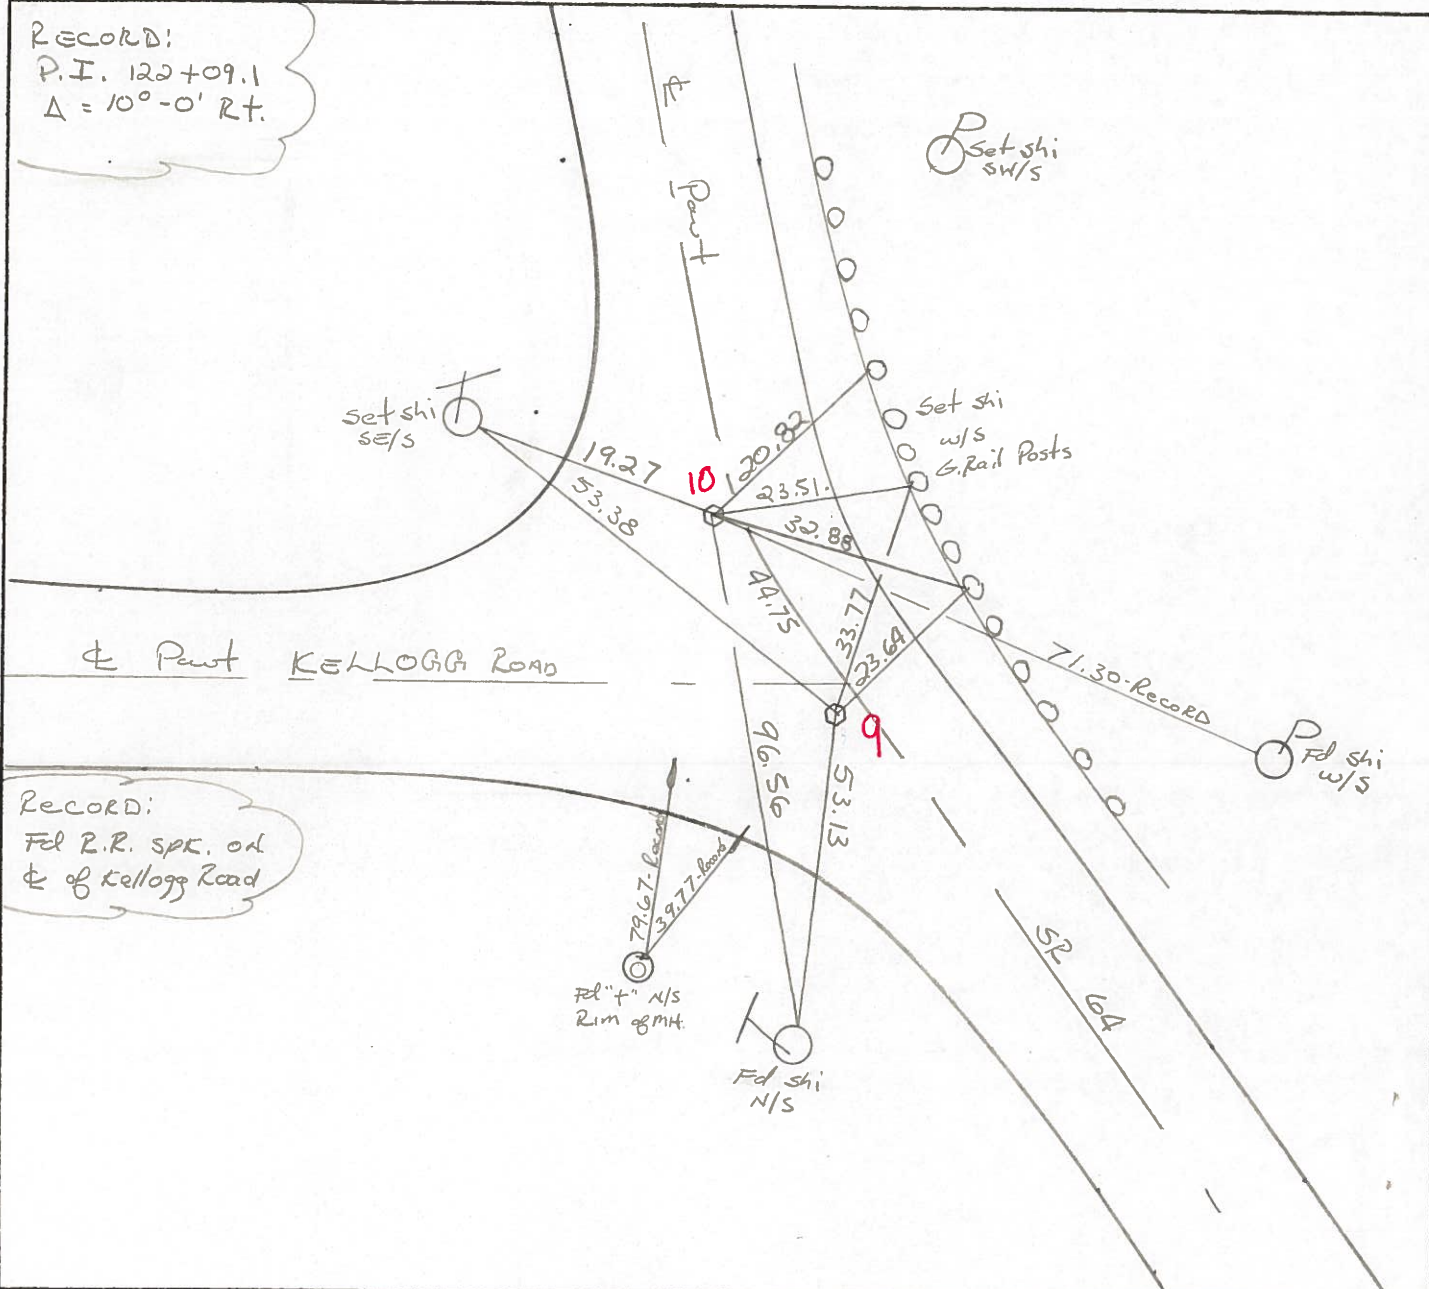 RECORD:
P.I. 122+09.1
Δ = 10°-0' Rt.
℄ Pavt
Set shi
SW/S
Set shi
SE/S
Set shi
W/S
G.Rail Posts
19.27
53.38
10
20.82
23.51
32.88
44.75
33.77
23.64
71.30-RECORD
Fd shi
W/S
℄ Pavt KELLOGG ROAD
9
96.56
53.13
RECORD:
Fd R.R. SPK. ON
℄ of Kellogg Road
79.67-Record
39.77-Record
Fd "+" N/S
Rim of MH.
Fd shi
N/S
SR 64